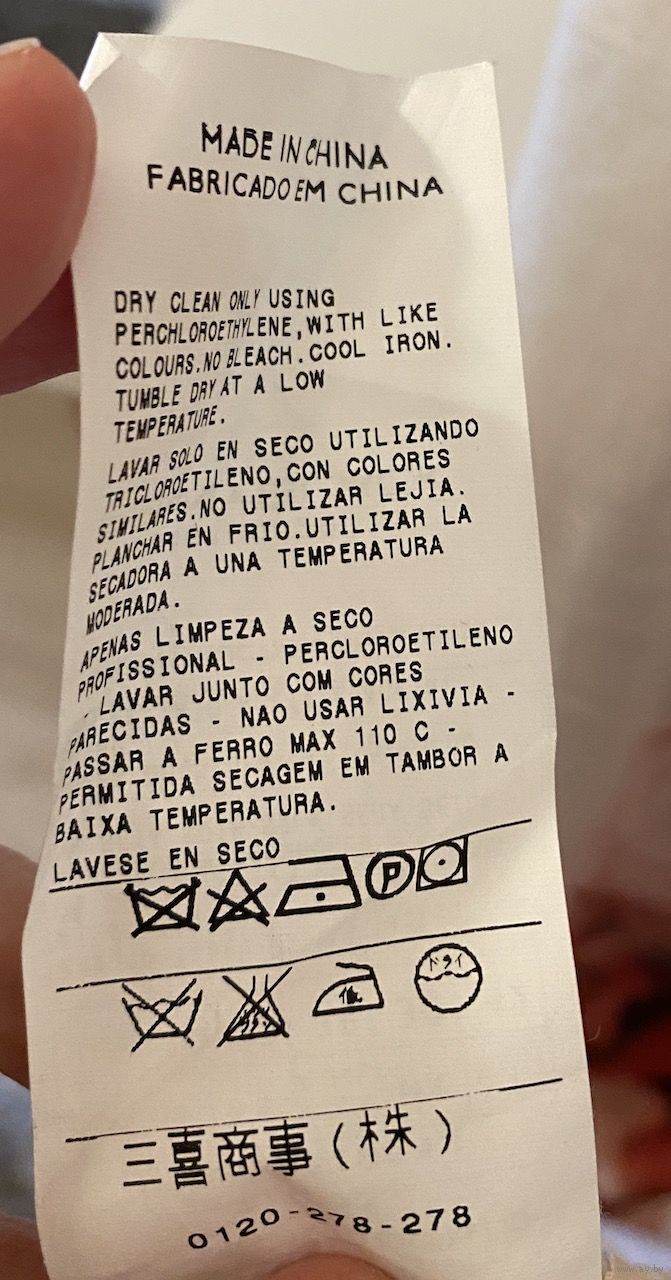 MADE IN CHINA
FABRICADO EM CHINA
DRY CLEAN ONLY USING
PERCHLOROETHYLENE,WITH LIKE
COLOURS.NO BLEACH.COOL IRON.
TUMBLE DRY AT A LOW
TEMPERATURE.
LAVAR SOLO EN SECO UTILIZANDO
TRICLOROETILENO,CON COLORES
SIMILARES.NO UTILIZAR LEJIA.
PLANCHAR EN FRIO.UTILIZAR LA
SECADORA A UNA TEMPERATURA
MODERADA.
APENAS LIMPEZA A SECO
PROFISSIONAL - PERCLOROETILENO
- LAVAR JUNTO COM CORES
PARECIDAS - NAO USAR LIXIVIA -
PASSAR A FERRO MAX 110 C -
PERMITIDA SECAGEM EM TAMBOR A
BAIXA TEMPERATURA.
LAVESE EN SECO
P
低 ドライ
三喜商事(株)
0120-278-278
www.ay.by